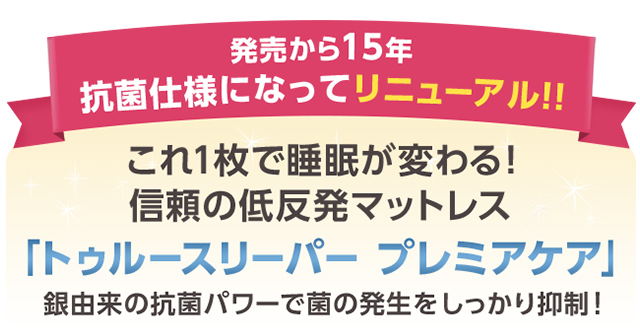 発売から15年
抗菌仕様になってリニューアル!!
これ1枚で睡眠が変わる!
信頼の低反発マットレス
「トゥルースリーパー プレミアケア」
銀由来の抗菌パワーで菌の発生をしっかり抑制!